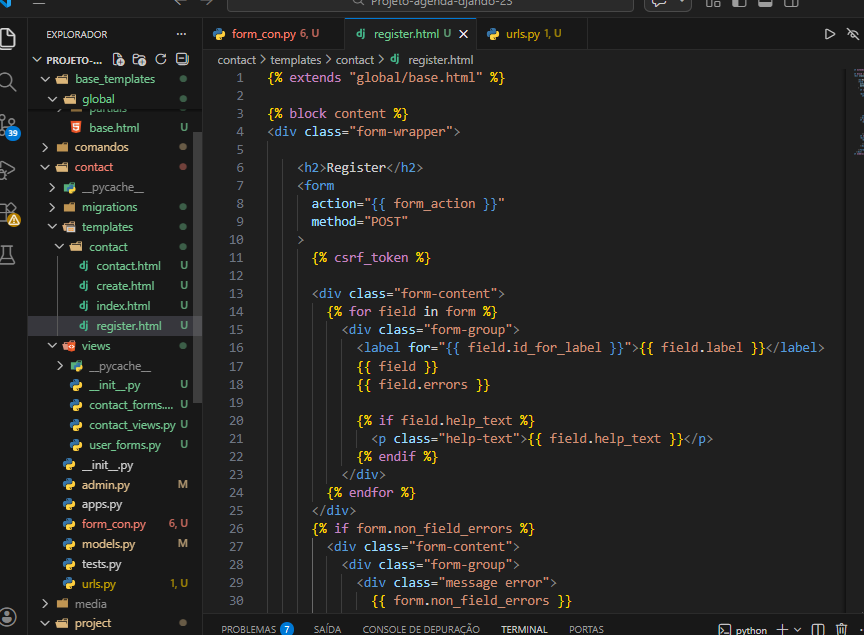 Projeto-agenda-djando-23
EXPLORADOR
PROJETO-...
base_templates
global
partials
base.html U
comandos
contact
__pycache__
migrations
templates
contact
contact.html U
create.html U
index.html U
register.html U
views
__pycache__
__init__.py U
contact_forms.... U
contact_views.py U
user_forms.py U
__init__.py
admin.py M
apps.py
form_con.py 6, U
models.py M
tests.py
urls.py 1, U
media
project
39
form_con.py 6, U
dj register.html U
urls.py 1, U
contact > templates > contact > dj register.html
1 {% extends "global/base.html" %}
2
3 {% block content %}
4 <div class="form-wrapper">
5
6 <h2>Register</h2>
7 <form
8 action="{{ form_action }}"
9 method="POST"
10 >
11 {% csrf_token %}
12
13 <div class="form-content">
14 {% for field in form %}
15 <div class="form-group">
16 <label for="{{ field.id_for_label }}">{{ field.label }}</label>
17 {{ field }}
18 {{ field.errors }}
19
20 {% if field.help_text %}
21 <p class="help-text">{{ field.help_text }}</p>
22 {% endif %}
23 </div>
24 {% endfor %}
25 </div>
26 {% if form.non_field_errors %}
27 <div class="form-content">
28 <div class="form-group">
29 <div class="message error">
30 {{ form.non_field_errors }}
PROBLEMAS 7 SAÍDA CONSOLE DE DEPURAÇÃO TERMINAL PORTAS
python